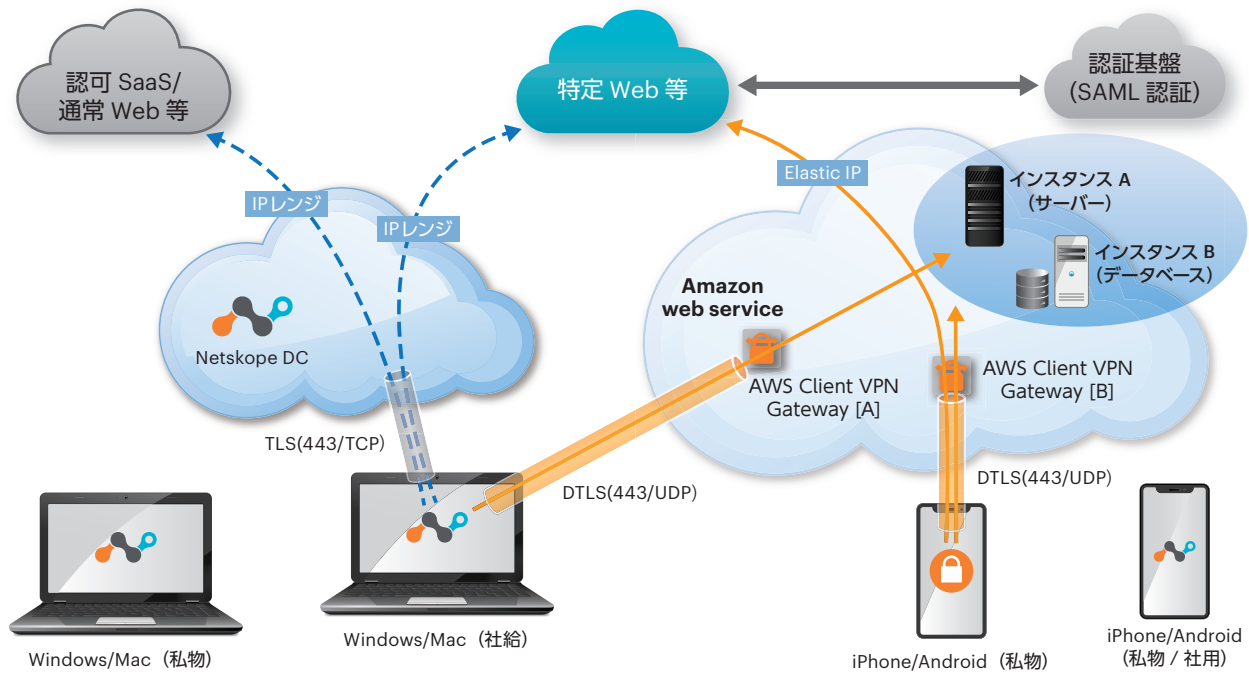 認可 SaaS/
通常 Web 等
特定 Web 等
認証基盤
(SAML 認証)
Elastic IP
IPレンジ
IPレンジ
インスタンス A
（サーバー）
インスタンス B
（データベース）
Amazon
web service
Netskope DC
AWS Client VPN
Gateway [A]
AWS Client VPN
Gateway [B]
TLS(443/TCP)
DTLS(443/UDP)
DTLS(443/UDP)
Windows/Mac（私物）
Windows/Mac（社給）
iPhone/Android（私物）
iPhone/Android
（私物 / 社用）